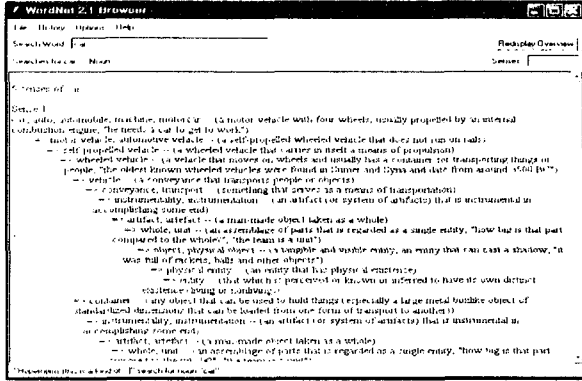 WordNet 2.1 Browser
File History Options Help
Search Word: car
Redisplay Overview
Searches for car: Noun
Senses:
5 senses of car
Sense 1
car, auto, automobile, machine, motorcar -- (a motor vehicle with four wheels, usually propelled by an internal
combustion engine; "he needs a car to get to work")
=> motor vehicle, automotive vehicle -- (a self-propelled wheeled vehicle that does not run on rails)
=> self-propelled vehicle -- (a wheeled vehicle that carries in itself a means of propulsion)
=> wheeled vehicle -- (a vehicle that moves on wheels and usually has a container for transporting things or
people; "the oldest known wheeled vehicles were found in Sumer and Syria and date from around 3500 BC")
=> vehicle -- (a conveyance that transports people or objects)
=> conveyance, transport -- (something that serves as a means of transportation)
=> instrumentality, instrumentation -- (an artifact (or system of artifacts) that is instrumental in
accomplishing some end)
=> artifact, artefact -- (a man-made object taken as a whole)
=> whole, unit -- (an assemblage of parts that is regarded as a single entity; "how big is that part
compared to the whole?"; "the team is a unit")
=> object, physical object -- (a tangible and visible entity; an entity that can cast a shadow; "it
was full of rackets, balls and other objects")
=> physical entity -- (an entity that has physical existence)
=> entity -- (that which is perceived or known or inferred to have its own distinct
existence (living or nonliving))
=> container -- (any object that can be used to hold things (especially a large metal boxlike object of
standardized dimensions that can be loaded from one form of transport to another))
=> instrumentality, instrumentation -- (an artifact (or system of artifacts) that is instrumental in
accomplishing some end)
=> artifact, artefact -- (a man-made object taken as a whole)
=> whole, unit -- (an assemblage of parts that is regarded as a single entity; "how big is that part
"Hypernyms (this is a kind of...)" search for noun "car"